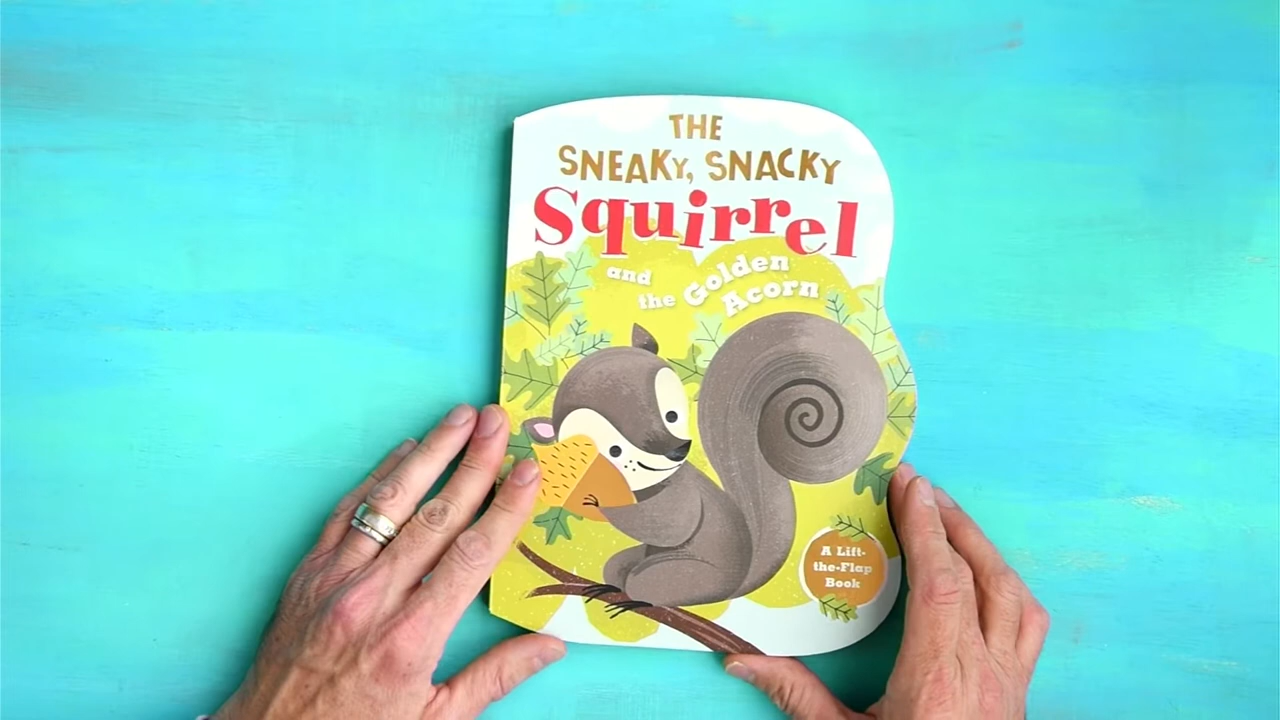 THE
SNEAKY, SNACKY
Squirrel
and the Golden
Acorn
A Lift-
the-Flap
Book